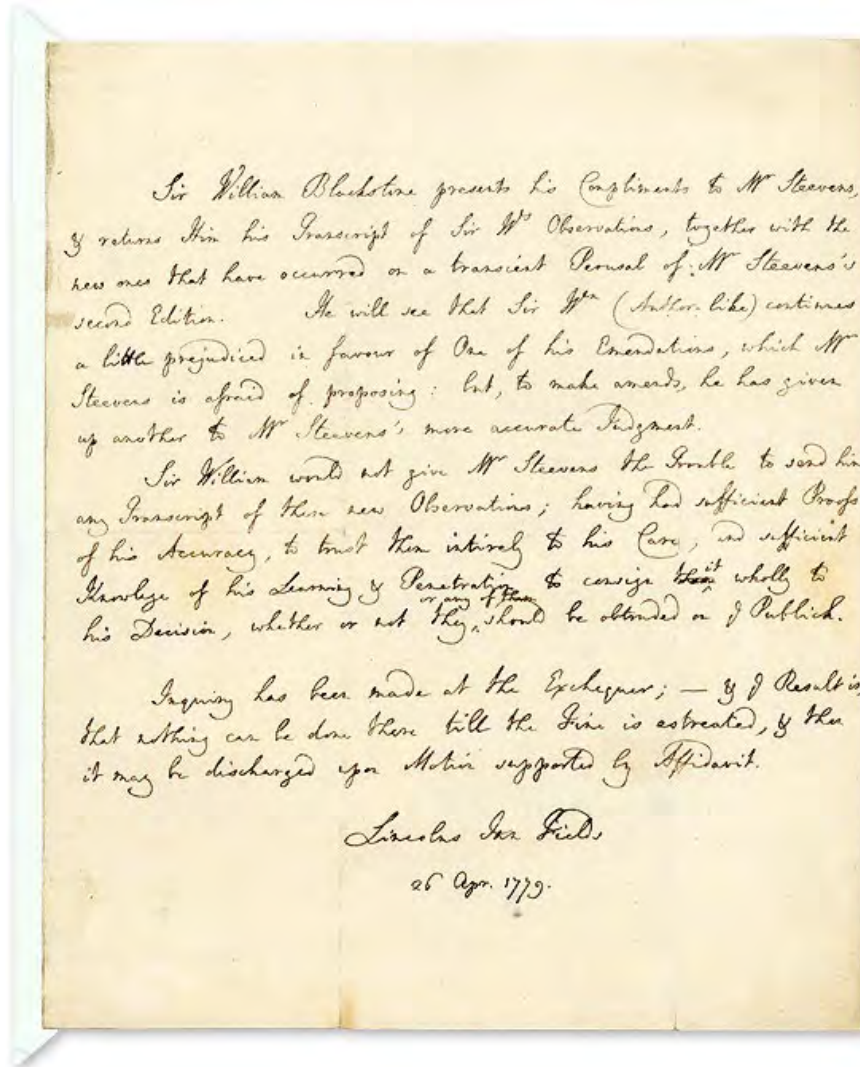 Sir William Blackstone presents his Compliments to Mr Steevens,
& returns Him his Transcript of Sir Wms Observations, together with the
new ones that have occurred on a transient Perusal of Mr Steevens's
second Edition. He will see that Sir Wm (Author-like) continues
a little prejudiced in favour of One of his Emendations, which Mr
Steevens is afraid of proposing: but, to make amends, he has given
up another to Mr Steevens's more accurate Judgment.
Sir William would not give Mr Steevens the Trouble to send him
any Transcript of these new Observations; having had sufficient Proofs
of his Accuracy, to trust them intirely to his Care, and sufficient
Knowlege of his Learning & Penetration to consign them it wholly to
his Decision, whether or not they or any of them should be obtruded on ye Publick.
Inquiry has been made at the Exchequer; — & ye Result is
that nothing can be done there till the Fine is estreated, & then
it may be discharged upon Motion supported by Affidavit.
Lincolns Inn Fields
26 Apr. 1779.